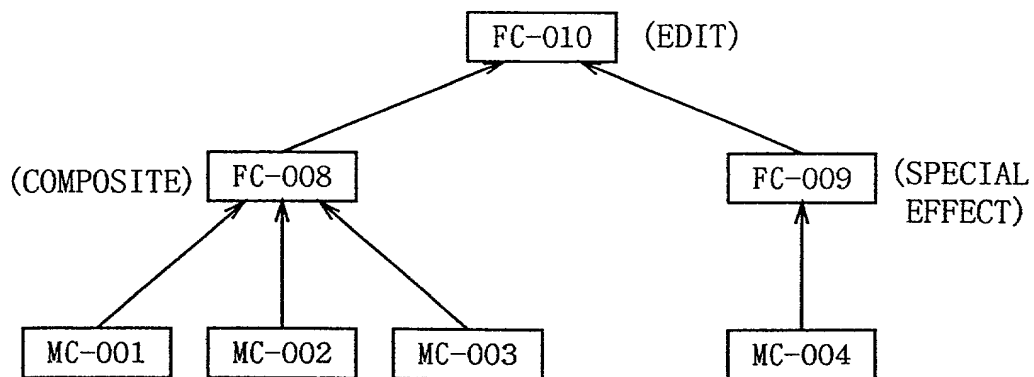 FC-010 (EDIT)
(COMPOSITE) FC-008
FC-009 (SPECIAL
EFFECT)
MC-001
MC-002
MC-003
MC-004